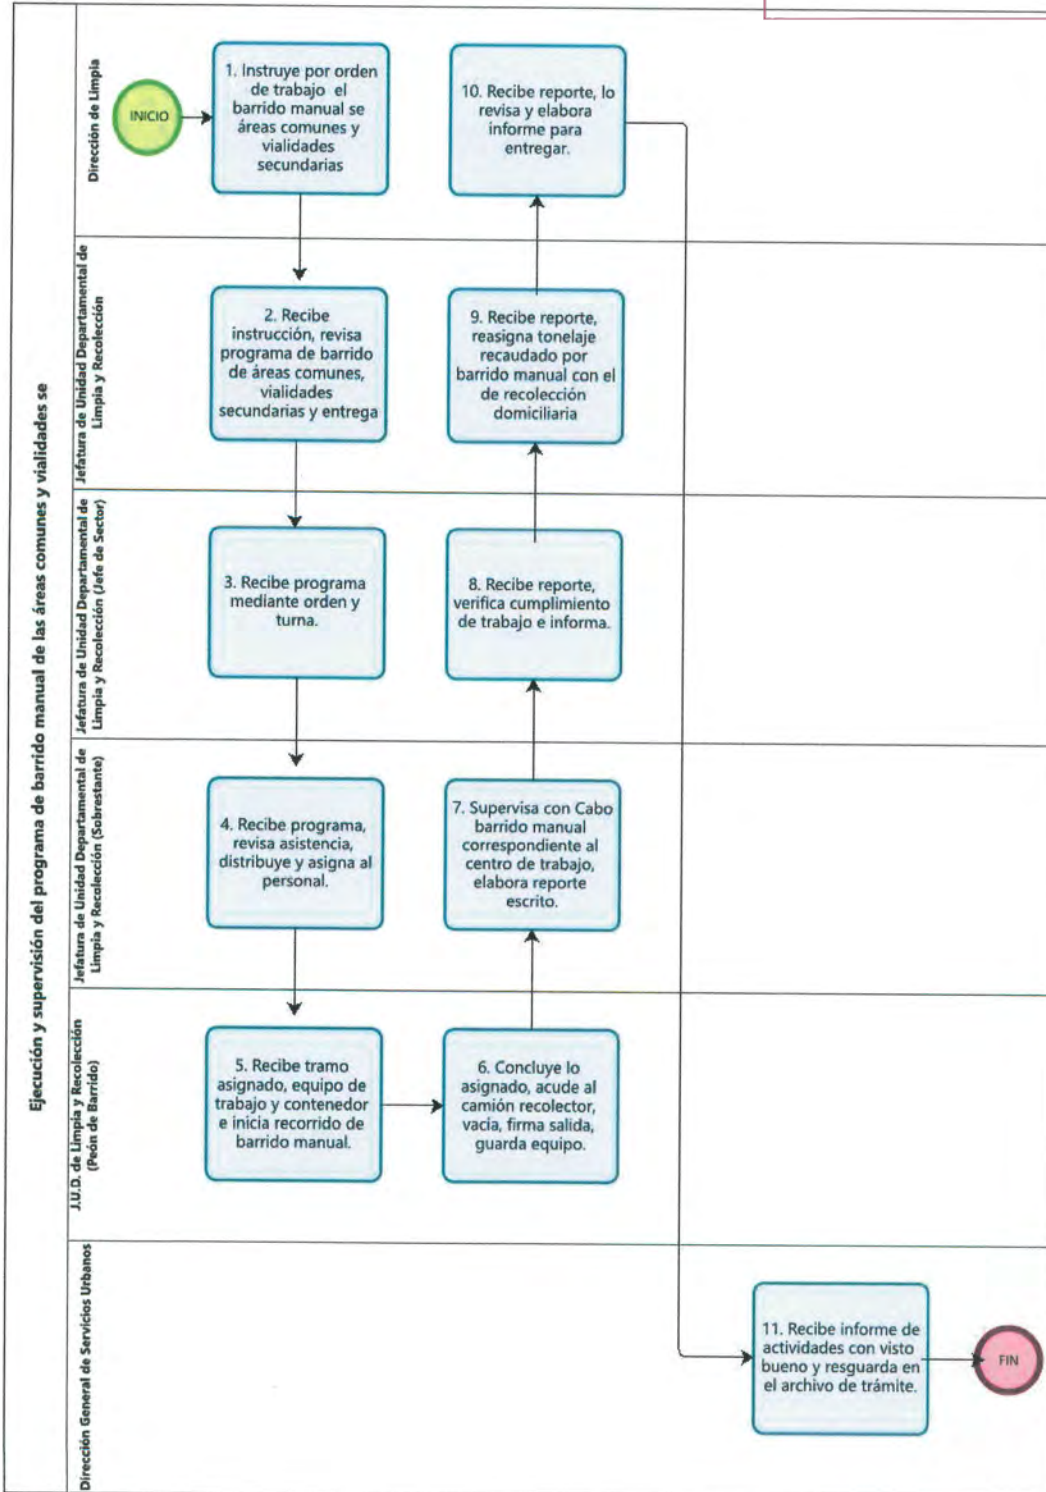 Ejecución y supervisión del programa de barrido manual de las áreas comunes y vialidades se
Dirección de Limpia
INICIO
1. Instruye por orden
de trabajo el
barrido manual se
áreas comunes y
vialidades
secundarias
10. Recibe reporte, lo
revisa y elabora
informe para
entregar.
Jefatura de Unidad Departamental de
Limpia y Recolección
2. Recibe
instrucción, revisa
programa de barrido
de áreas comunes,
vialidades
secundarias y entrega
9. Recibe reporte,
reasigna tonelaje
recaudado por
barrido manual con el
de recolección
domiciliaria
Jefatura de Unidad Departamental de
Limpia y Recolección (Jefe de Sector)
3. Recibe programa
mediante orden y
turna.
8. Recibe reporte,
verifica cumplimiento
de trabajo e informa.
Jefatura de Unidad Departamental de
Limpia y Recolección (Sobrestante)
4. Recibe programa,
revisa asistencia,
distribuye y asigna al
personal.
7. Supervisa con Cabo
barrido manual
correspondiente al
centro de trabajo,
elabora reporte
escrito.
J.U.D. de Limpia y Recolección
(Peón de Barrido)
5. Recibe tramo
asignado, equipo de
trabajo y contenedor
e inicia recorrido de
barrido manual.
6. Concluye lo
asignado, acude al
camión recolector,
vacía, firma salida,
guarda equipo.
Dirección General de Servicios Urbanos
11. Recibe informe de
actividades con visto
bueno y resguarda en
el archivo de trámite.
FIN